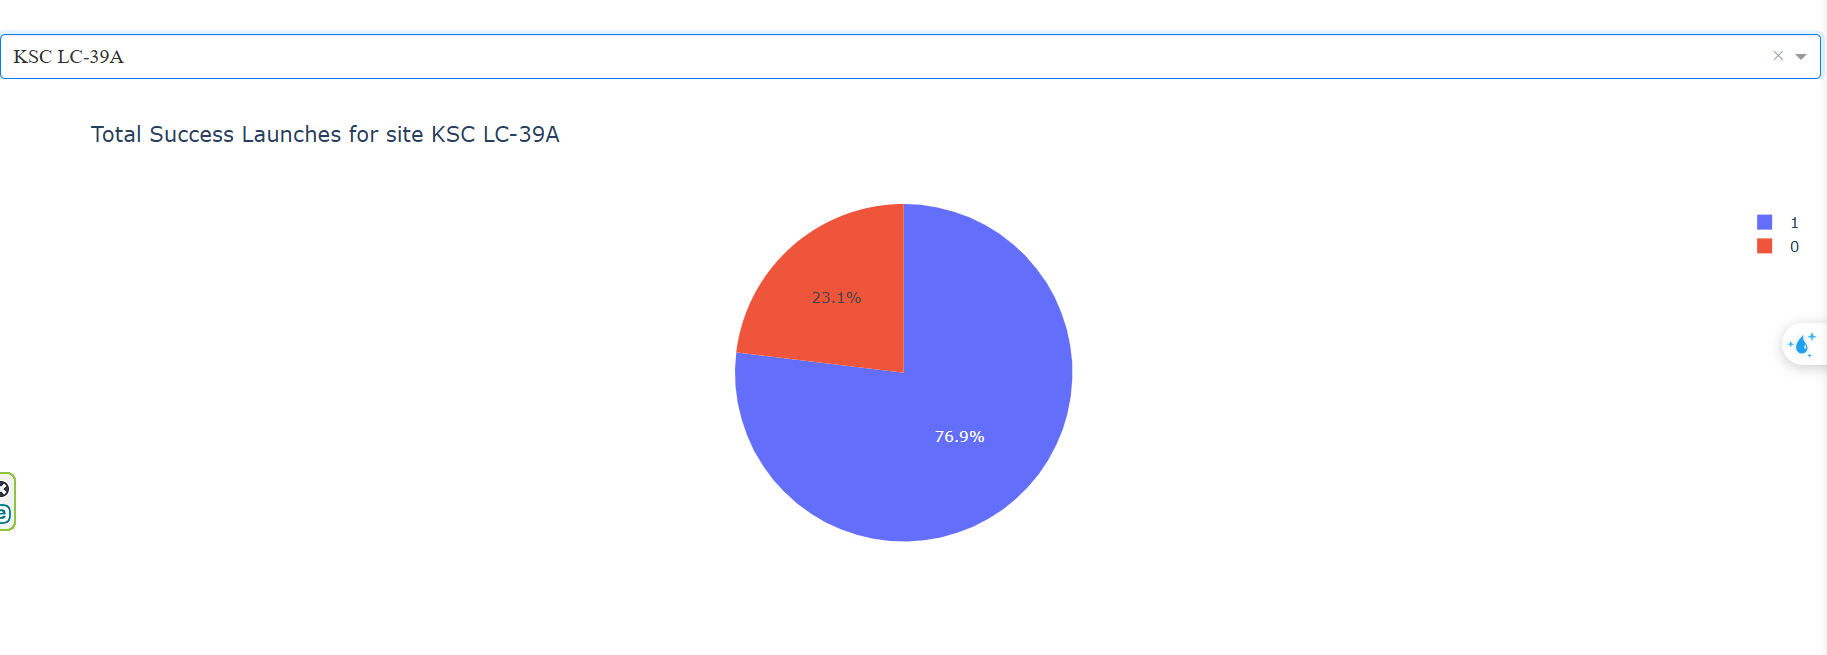 KSC LC-39A
Total Success Launches for site KSC LC-39A
1
0
23.1%
76.9%